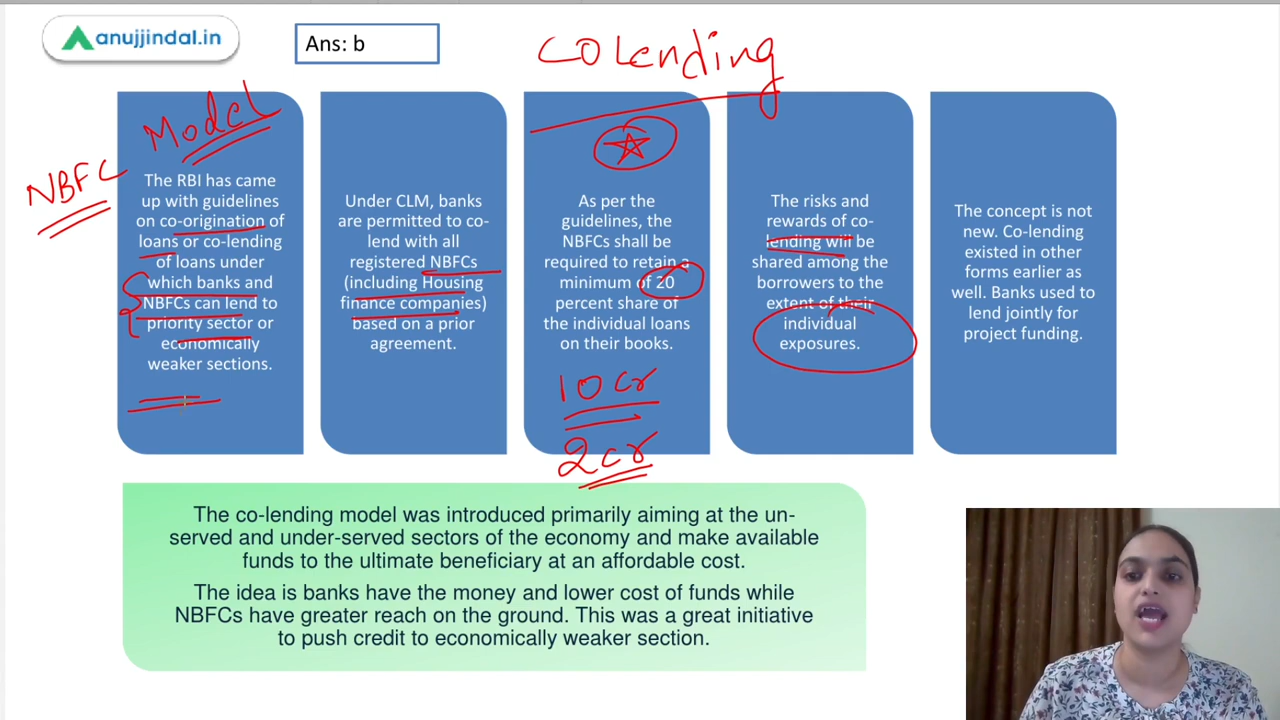 anujjindal.in
Ans: b
Colending
Model
NBFC
The RBI has came
up with guidelines
on co-origination of
loans or co-lending
of loans under
which banks and
NBFCs can lend to
priority sector or
economically
weaker sections.
Under CLM, banks
are permitted to co-
lend with all
registered NBFCs
(including Housing
finance companies)
based on a prior
agreement.
As per the
guidelines, the
NBFCs shall be
required to retain a
minimum of 20
percent share of
the individual loans
on their books.
10 cr
2 cr
The risks and
rewards of co-
lending will be
shared among the
borrowers to the
extent of their
individual
exposures.
The concept is not
new. Co-lending
existed in other
forms earlier as
well. Banks used to
lend jointly for
project funding.
The co-lending model was introduced primarily aiming at the un-
served and under-served sectors of the economy and make available
funds to the ultimate beneficiary at an affordable cost.
The idea is banks have the money and lower cost of funds while
NBFCs have greater reach on the ground. This was a great initiative
to push credit to economically weaker section.